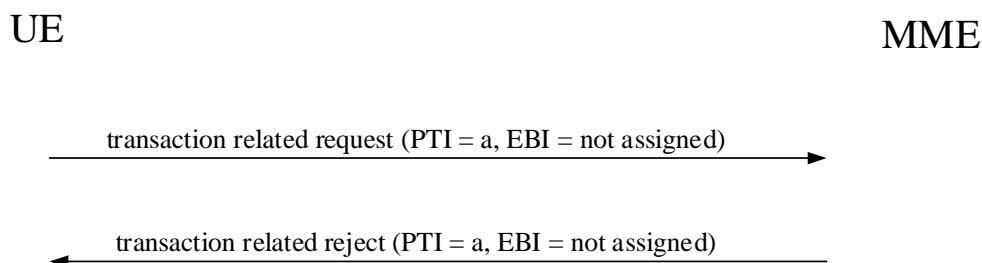 UE
MME
transaction related request (PTI = a, EBI = not assigned)
transaction related reject (PTI = a, EBI = not assigned)